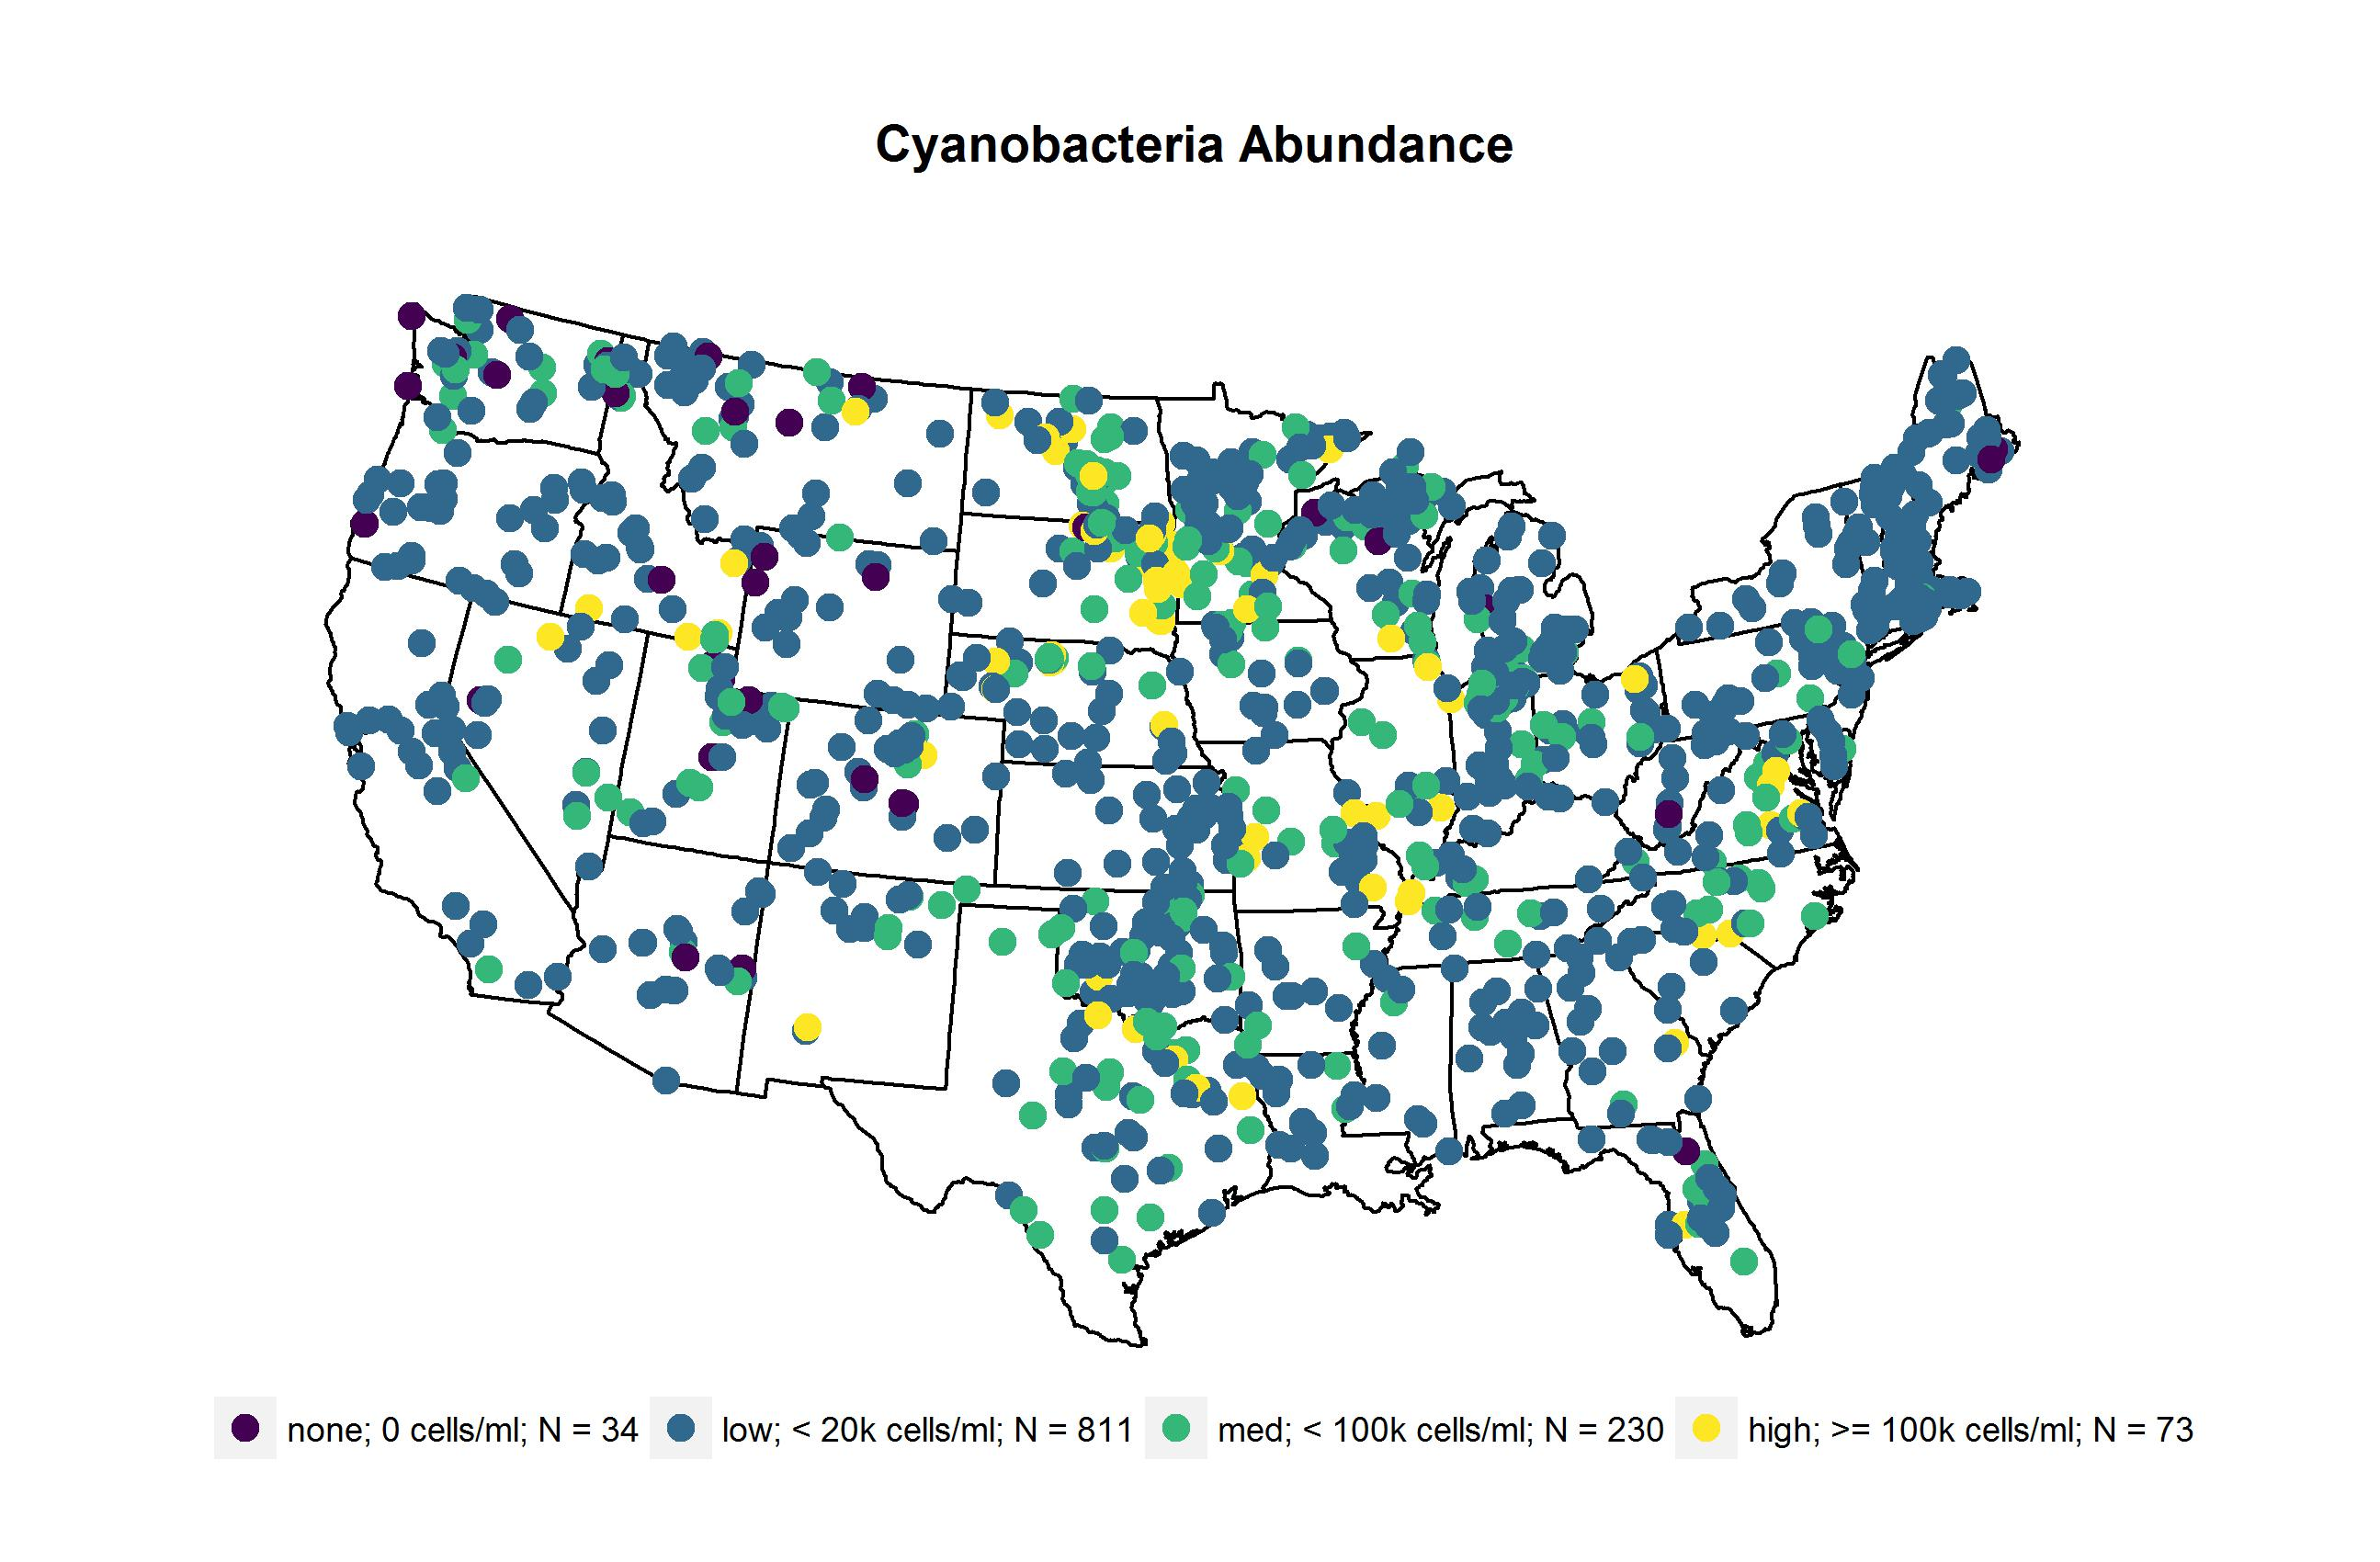 Cyanobacteria Abundance
none; 0 cells/ml; N = 34 low; < 20k cells/ml; N = 811 med; < 100k cells/ml; N = 230 high; >= 100k cells/ml; N = 73